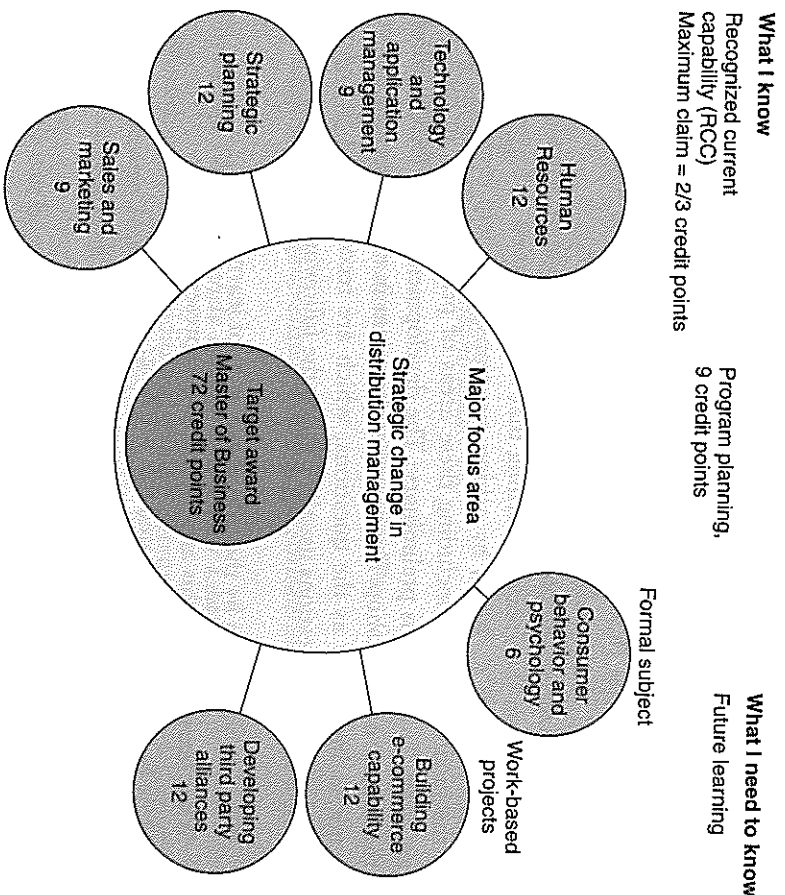 What I know
Recognized current
capability (RCC)
Maximum claim = 2/3 credit points
Program planning,
9 credit points
What I need to know
Future learning
Human
Resources
12
Technology
and
application
management
9
Strategic
planning
12
Sales and
marketing
9
Major focus area
Strategic change in
distribution management
Target award
Master of Business
72 credit points
Formal subject
Consumer
behavior and
psychology
6
Work-based
projects
Building
e-commerce
capability
12
Developing
third party
alliances
12